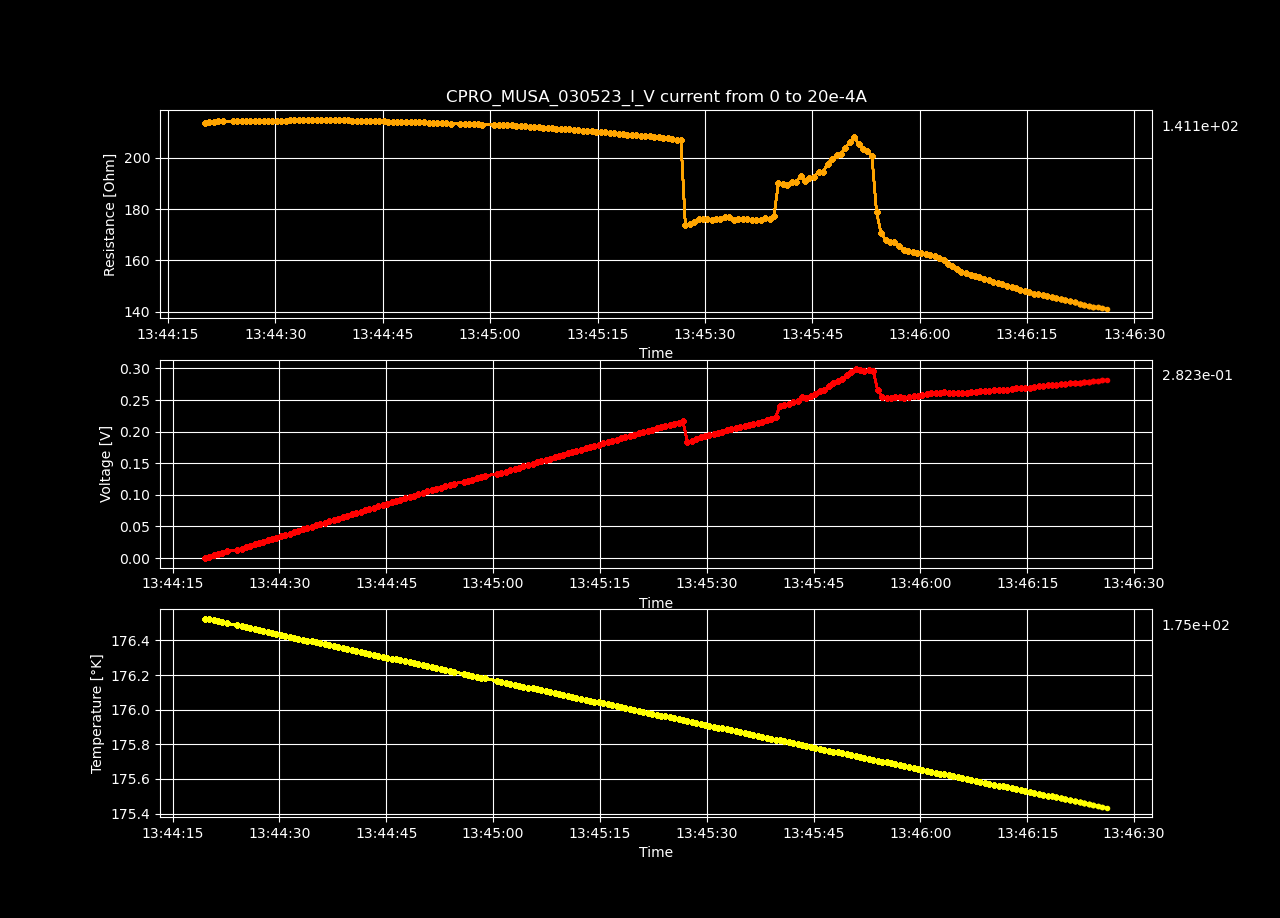 CPRO_MUSA_030523_I_V current from 0 to 20e-4A
1.411e+02
Resistance [Ohm]
200
180
160
140
13:44:15 13:44:30 13:44:45 13:45:00 13:45:15 13:45:30 13:45:45 13:46:00 13:46:15 13:46:30
Time
2.823e-01
Voltage [V]
0.30
0.25
0.20
0.15
0.10
0.05
0.00
13:44:15 13:44:30 13:44:45 13:45:00 13:45:15 13:45:30 13:45:45 13:46:00 13:46:15 13:46:30
Time
1.75e+02
Temperature [°K]
176.4
176.2
176.0
175.8
175.6
175.4
13:44:15 13:44:30 13:44:45 13:45:00 13:45:15 13:45:30 13:45:45 13:46:00 13:46:15 13:46:30
Time